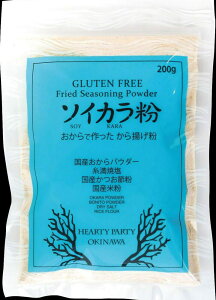 200g
GLUTEN FREE
Fried Seasoning Powder
ソイカラ粉
SOY KARA
おからで作った から揚げ粉
国産おからパウダー
糸満焼塩
国産かつお節粉
国産米粉
OKARA POWDER
BONITO POWDER
DRY SALT
RICE FLOUR
HEARTY PARTY
OKINAWA